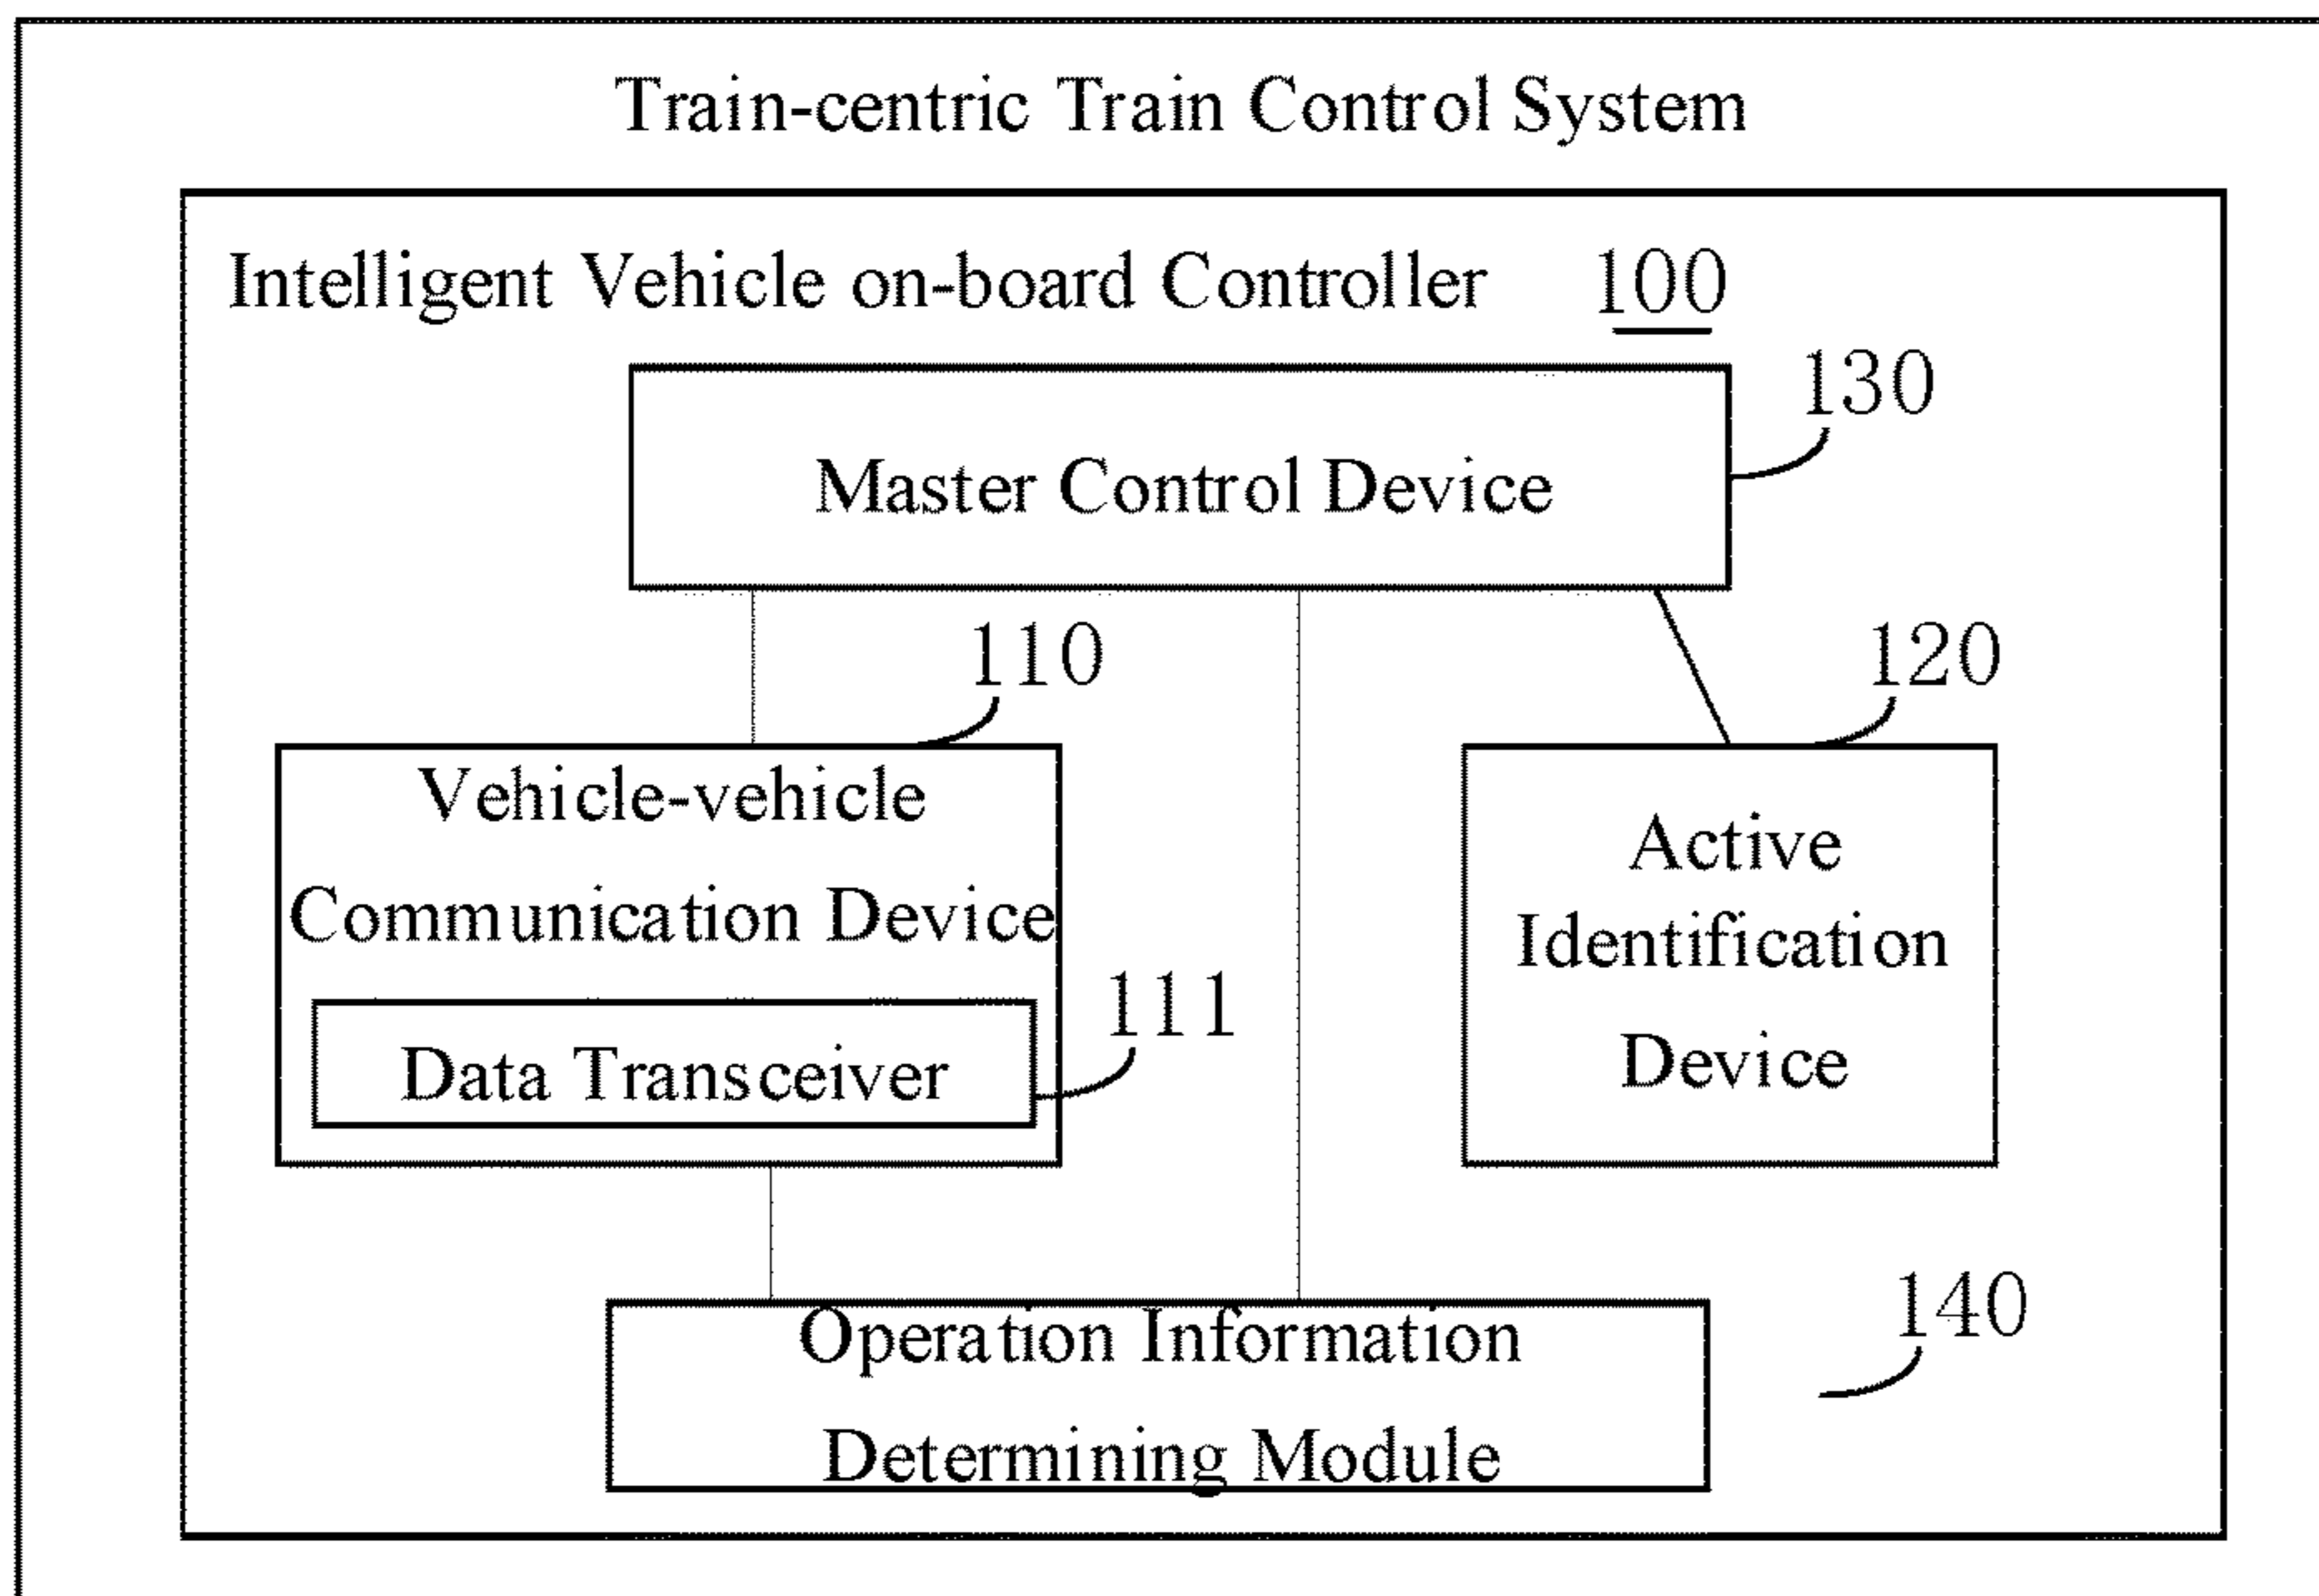 Train-centric Train Control System
Intelligent Vehicle on-board Controller 100
130
Master Control Device
110
120
Vehicle-vehicle
Communication Device
Active
Identification
Device
111
Data Transceiver
140
Operation Information
Determining Module